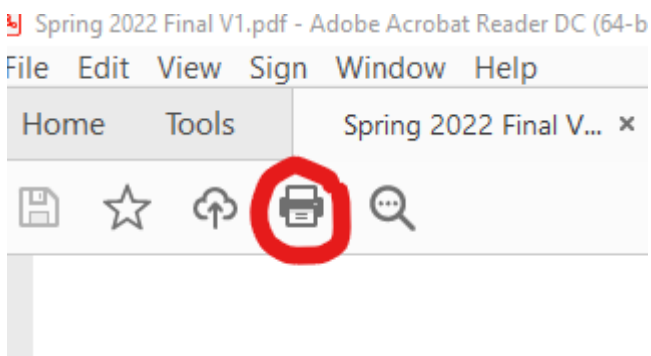 Spring 2022 Final V1.pdf - Adobe Acrobat Reader DC (64-b
File Edit View Sign Window Help
Home Tools Spring 2022 Final V... ×